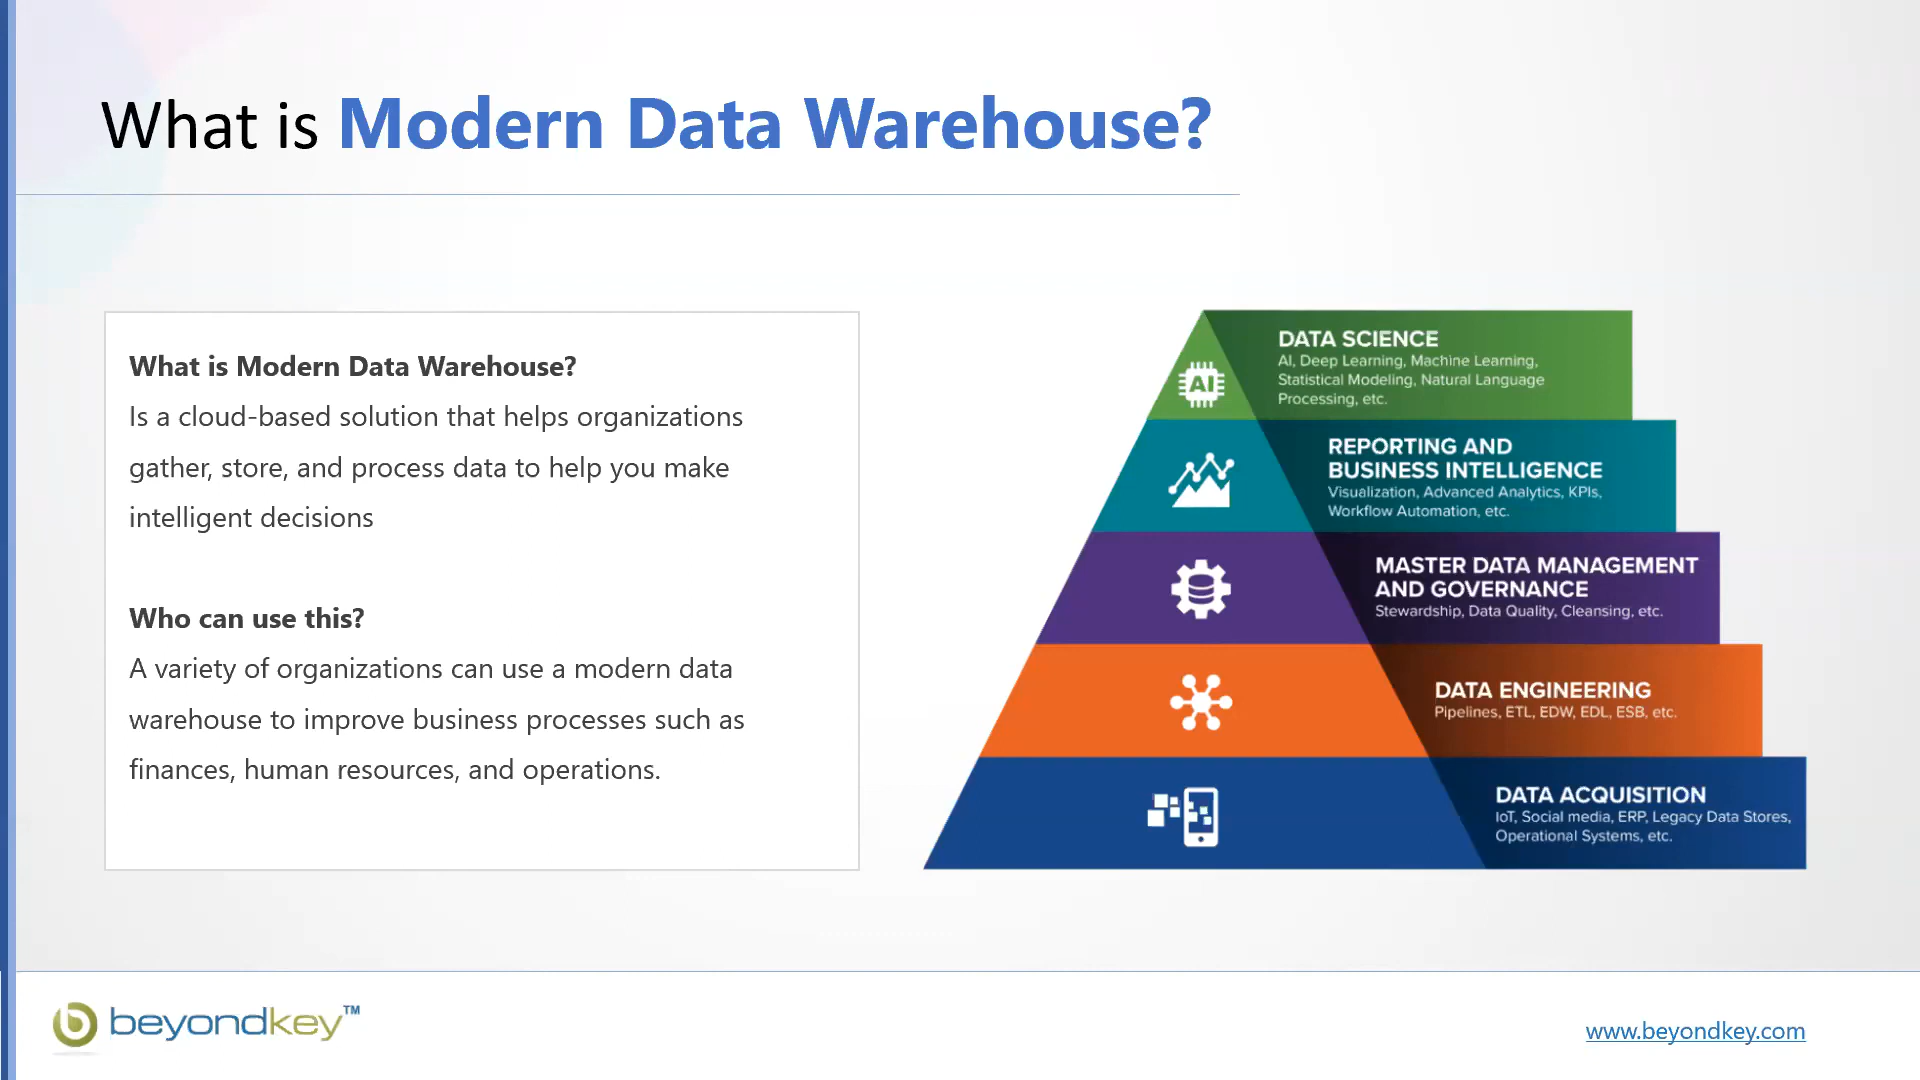 What is Modern Data Warehouse?
What is Modern Data Warehouse?
Is a cloud-based solution that helps organizations
gather, store, and process data to help you make
intelligent decisions
Who can use this?
A variety of organizations can use a modern data
warehouse to improve business processes such as
finances, human resources, and operations.
DATA SCIENCE
AI, Deep Learning, Machine Learning,
Statistical Modeling, Natural Language
Processing, etc.
AI
REPORTING AND
BUSINESS INTELLIGENCE
Visualization, Advanced Analytics, KPIs,
Workflow Automation, etc.
MASTER DATA MANAGEMENT
AND GOVERNANCE
Stewardship, Data Quality, Cleansing, etc.
DATA ENGINEERING
Pipelines, ETL, EDW, EDL, ESB, etc.
DATA ACQUISITION
IoT, Social media, ERP, Legacy Data Stores,
Operational Systems, etc.
beyondkey™
www.beyondkey.com